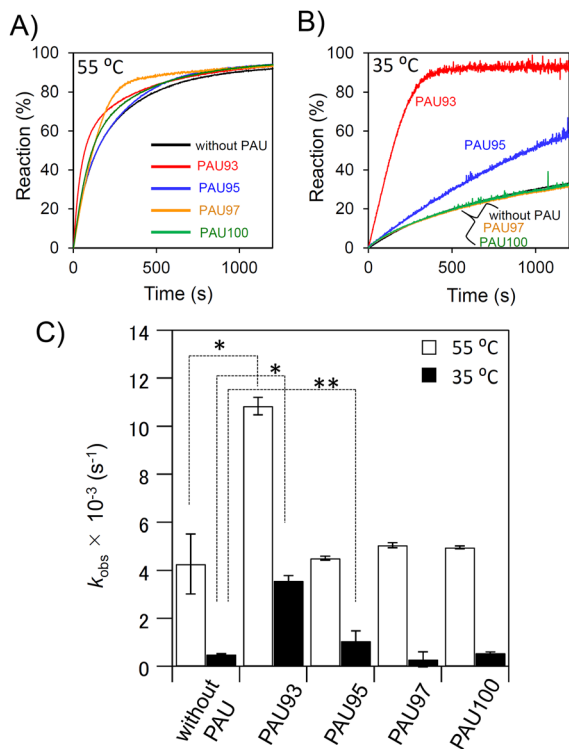 A)
B)
55 °C
35 °C
Reaction (%)
100
80
60
40
20
0
without PAU
PAU93
PAU95
PAU97
PAU100
0
500
1000
Time (s)
Reaction (%)
100
80
60
40
20
0
PAU93
PAU95
without PAU
PAU97
PAU100
0
500
1000
Time (s)
C)
k_obs × 10⁻³ (s⁻¹)
14
12
10
8
6
4
2
0
*
*
**
55 °C
35 °C
without
PAU
PAU93
PAU95
PAU97
PAU100